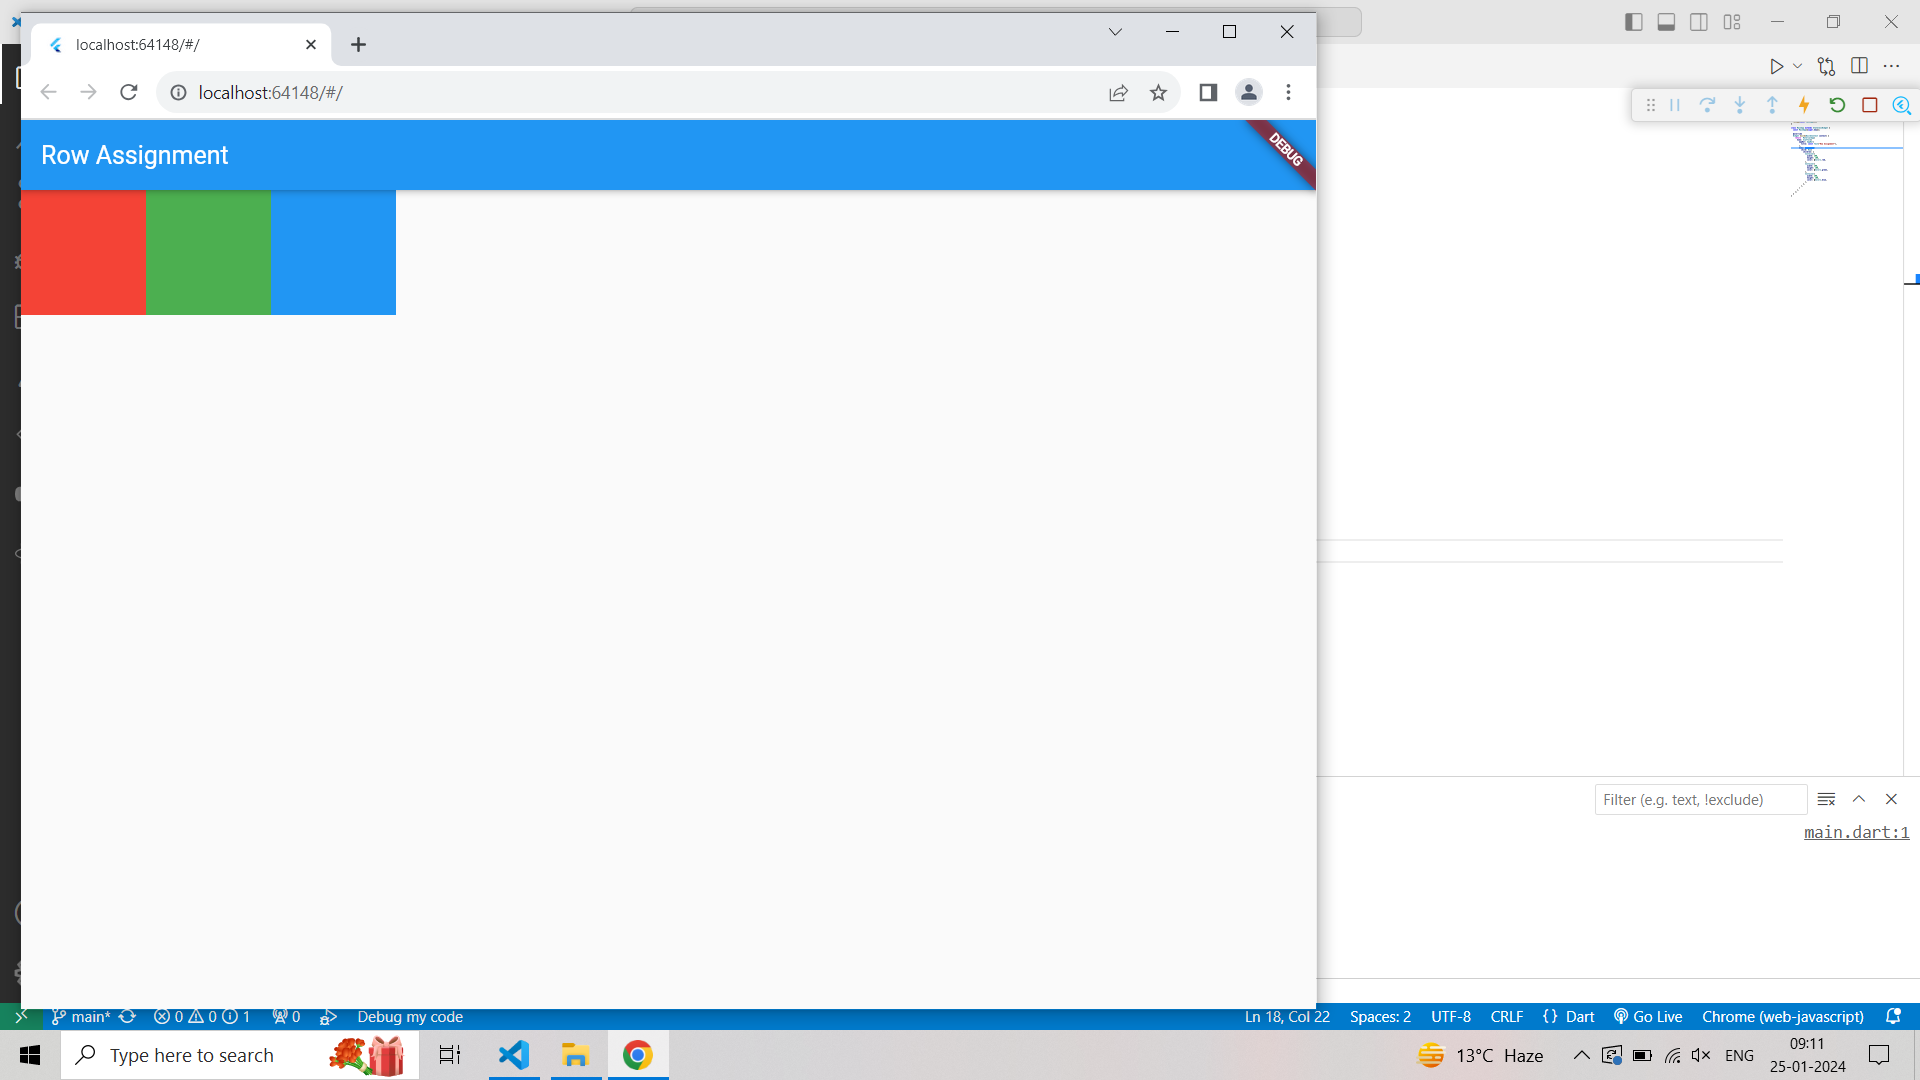 localhost:64148/#/
localhost:64148/#/
Row Assignment
DEBUG
Filter (e.g. text, !exclude)
main.dart:1
main* 0 0 1 0 Debug my code Ln 18, Col 22 Spaces: 2 UTF-8 CRLF {} Dart Go Live Chrome (web-javascript)
Type here to search 13°C Haze ENG
09:11
25-01-2024